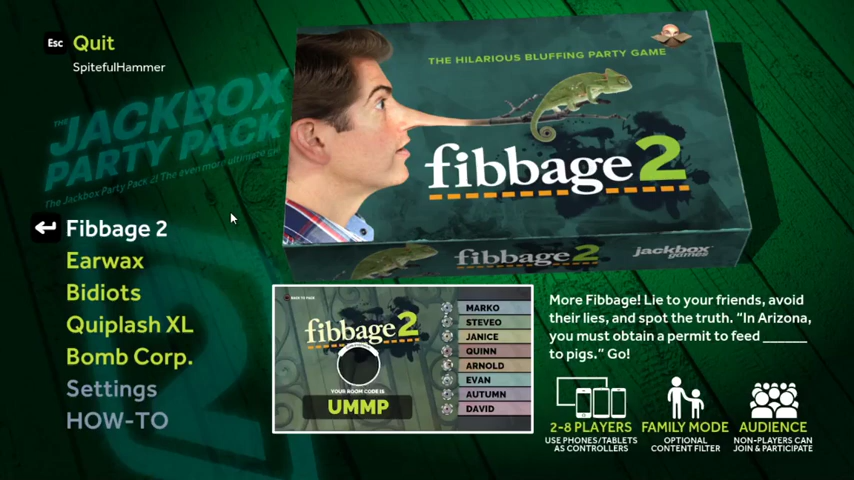 Esc Quit
SpitefulHammer
THE
JACKBOX
PARTY PACK
Fibbage 2
Earwax
Bidiots
Quiplash XL
Bomb Corp.
Settings
HOW-TO
THE HILARIOUS BLUFFING PARTY GAME
fibbage 2
fibbage 2
jackbox
games
fibbage 2
YOUR ROOM CODE IS
UMMP
MARKO
STEVEO
JANICE
QUINN
ARNOLD
EVAN
AUTUMN
DAVID
More Fibbage! Lie to your friends, avoid
their lies, and spot the truth. “In Arizona,
you must obtain a permit to feed ______
to pigs.” Go!
2-8 PLAYERS
USE PHONES/TABLETS
AS CONTROLLERS
FAMILY MODE
OPTIONAL
CONTENT FILTER
AUDIENCE
NON-PLAYERS CAN
JOIN & PARTICIPATE